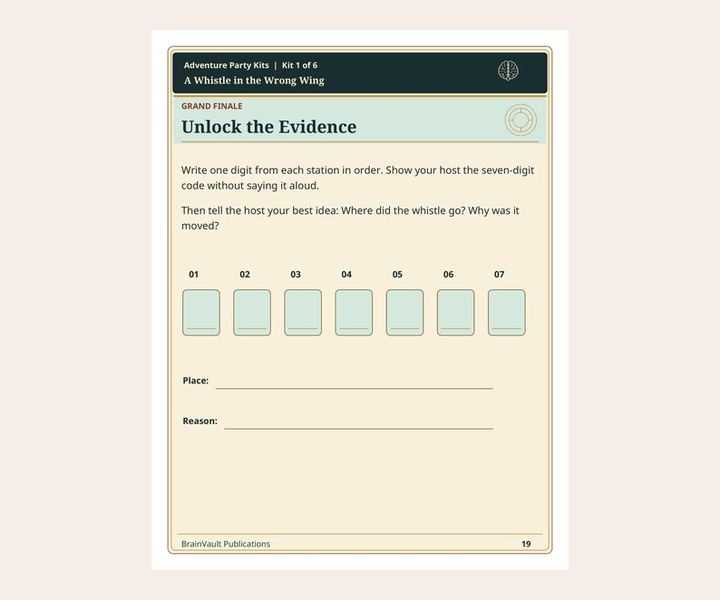 Adventure Party Kits | Kit 1 of 6
A Whistle in the Wrong Wing
GRAND FINALE
Unlock the Evidence
Write one digit from each station in order. Show your host the seven-digit
code without saying it aloud.
Then tell the host your best idea: Where did the whistle go? Why was it
moved?
01 02 03 04 05 06 07
Place:
Reason:
BrainVault Publications 19